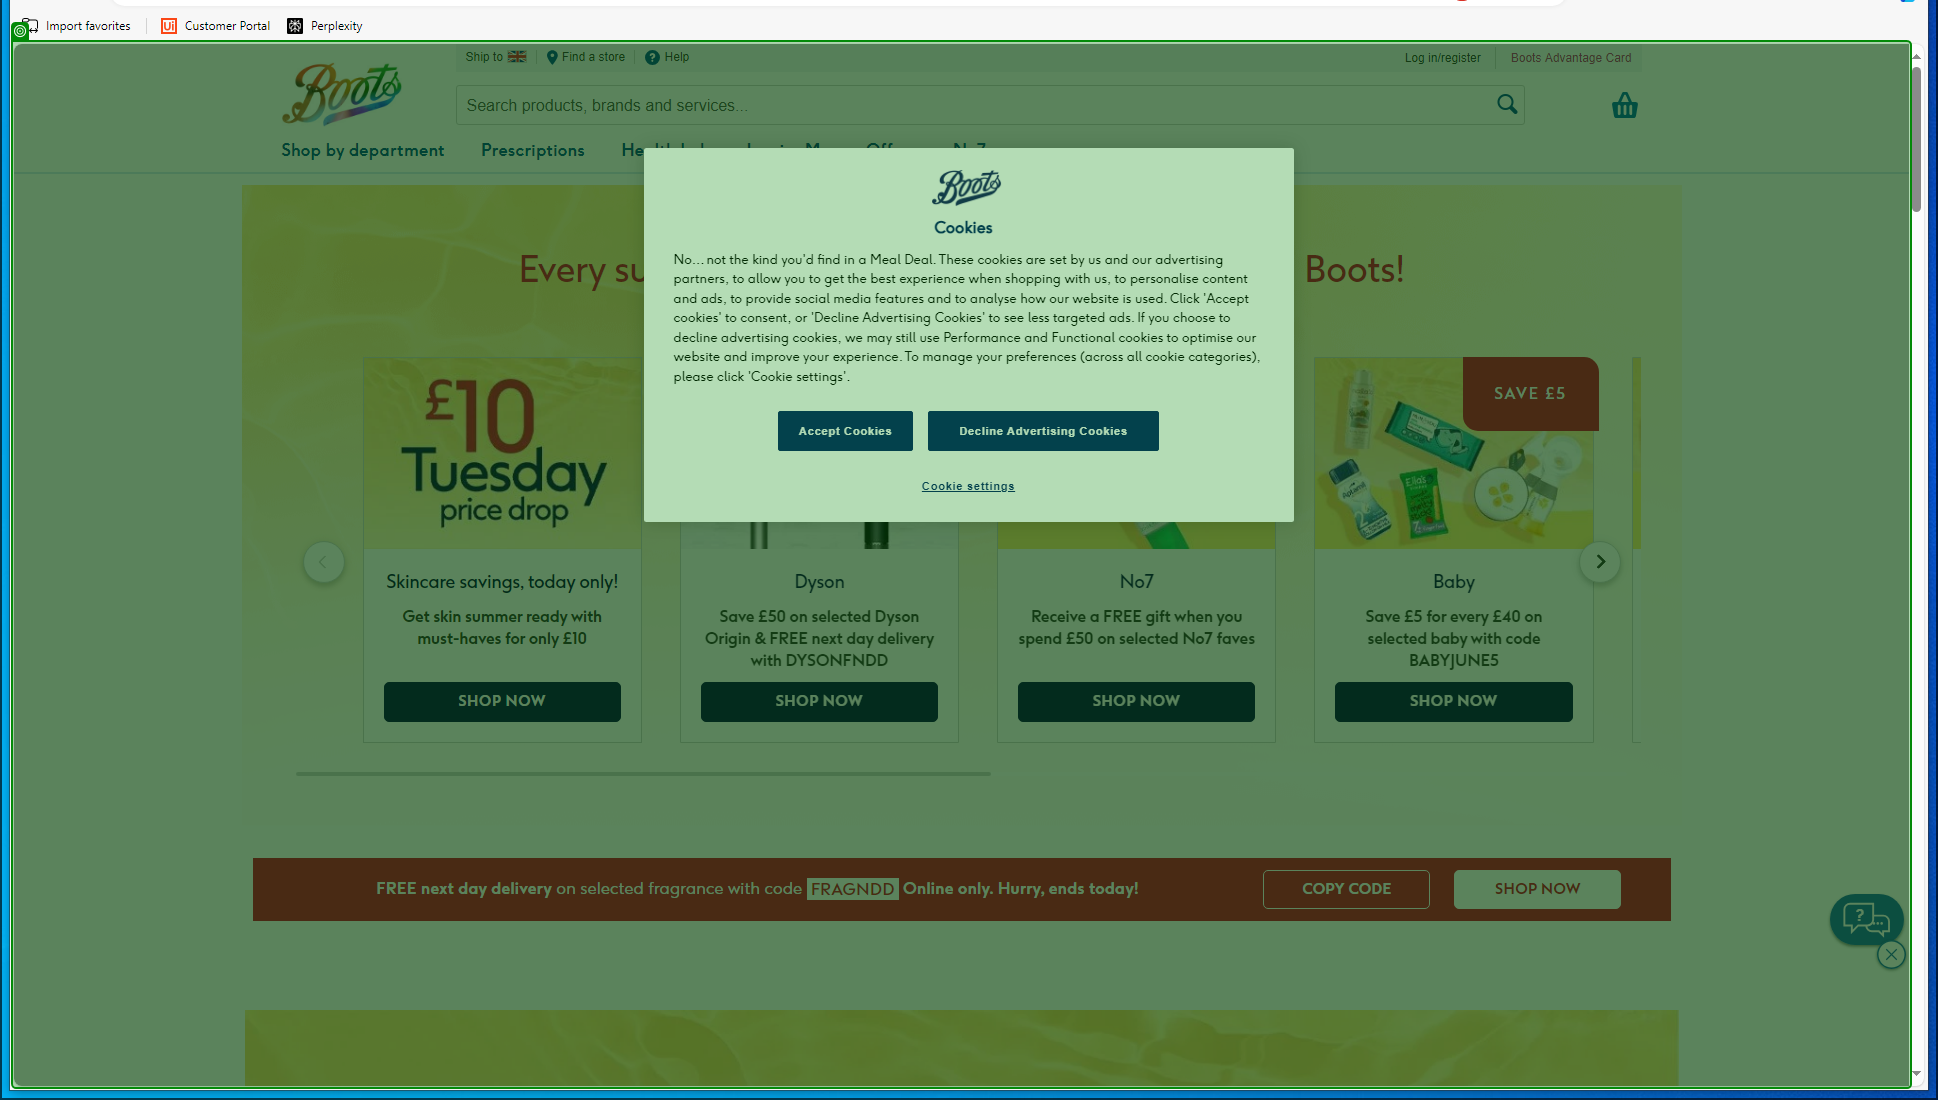 Import favorites
Ui Customer Portal
Perplexity
Ship to
Find a store
? Help
Log in/register
Boots Advantage Card
Boots
Search products, brands and services...
Shop by department
Prescriptions
Boots
Cookies
No... not the kind you'd find in a Meal Deal. These cookies are set by us and our advertising
partners, to allow you to get the best experience when shopping with us, to personalise content
and ads, to provide social media features and to analyse how our website is used. Click 'Accept
cookies' to consent, or 'Decline Advertising Cookies' to see less targeted ads. If you choose to
decline advertising cookies, we may still use Performance and Functional cookies to optimise our
website and improve your experience. To manage your preferences (across all cookie categories),
please click 'Cookie settings'.
Accept Cookies
Decline Advertising Cookies
Cookie settings
Every su
Boots!
£10
Tuesday
price drop
SAVE £5
Aptamil
Ella's
Skincare savings, today only!
Get skin summer ready with
must-haves for only £10
SHOP NOW
Dyson
Save £50 on selected Dyson
Origin & FREE next day delivery
with DYSONFNDD
SHOP NOW
No7
Receive a FREE gift when you
spend £50 on selected No7 faves
SHOP NOW
Baby
Save £5 for every £40 on
selected baby with code
BABYJUNE5
SHOP NOW
FREE next day delivery on selected fragrance with code FRAGNDD Online only. Hurry, ends today!
COPY CODE
SHOP NOW